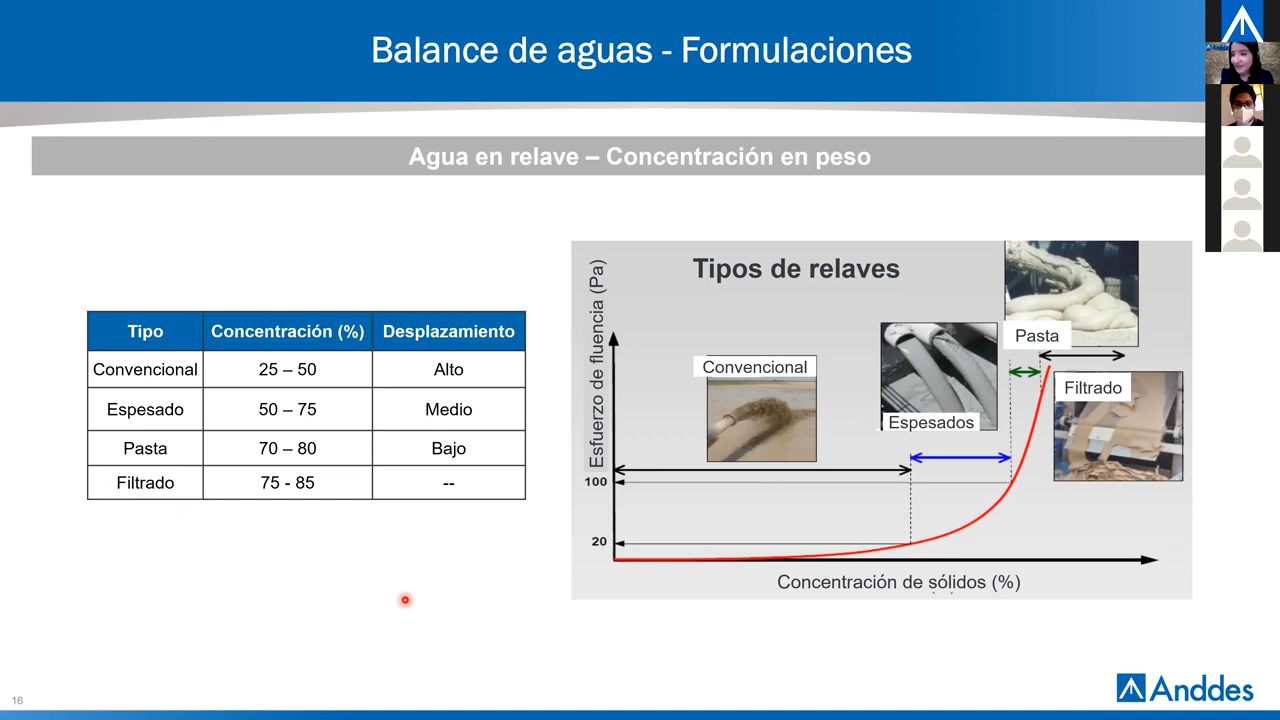 Balance de aguas - Formulaciones
Agua en relave – Concentración en peso
Tipo Concentración (%) Desplazamiento
Convencional 25 – 50 Alto
Espesado 50 – 75 Medio
Pasta 70 – 80 Bajo
Filtrado 75 - 85 --
Tipos de relaves
Esfuerzo de fluencia (Pa)
Pasta
Convencional
Filtrado
Espesados
100
20
Concentración de sólidos (%)
16
Anddes